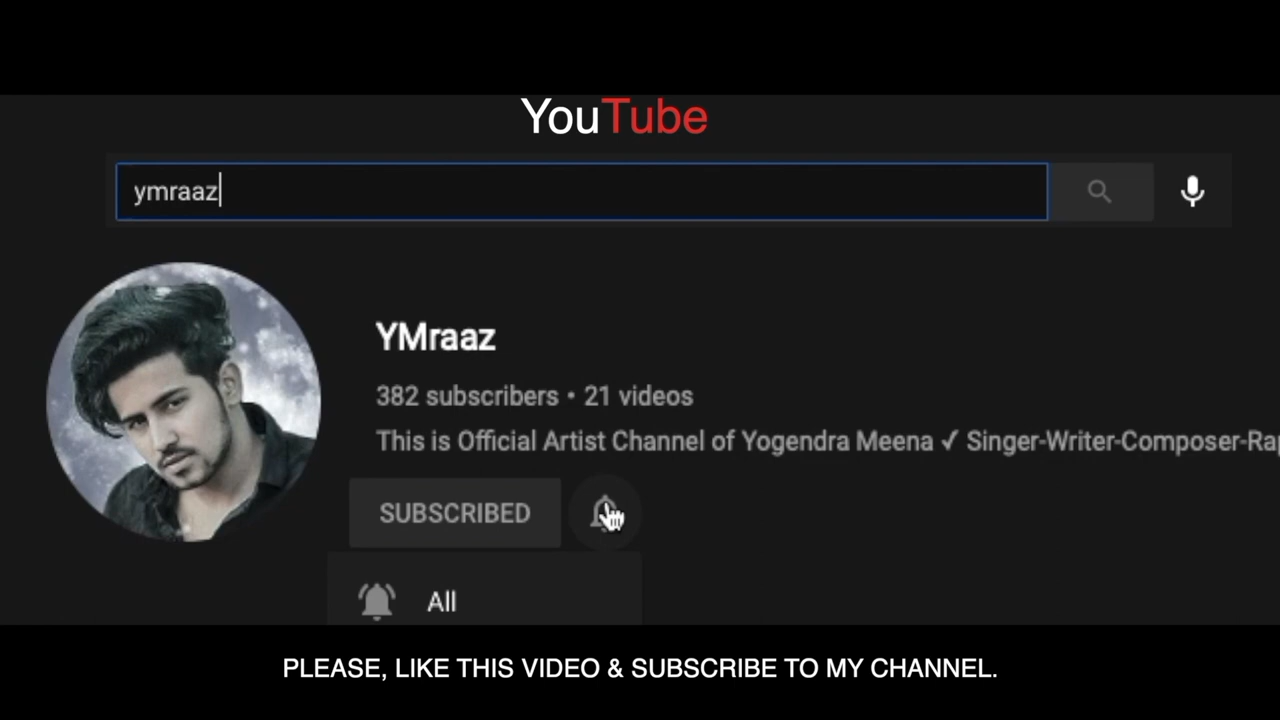 YouTube
ymraaz
YMraaz
382 subscribers • 21 videos
This is Official Artist Channel of Yogendra Meena ✓ Singer-Writer-Composer-Rap
SUBSCRIBED
All
PLEASE, LIKE THIS VIDEO & SUBSCRIBE TO MY CHANNEL.